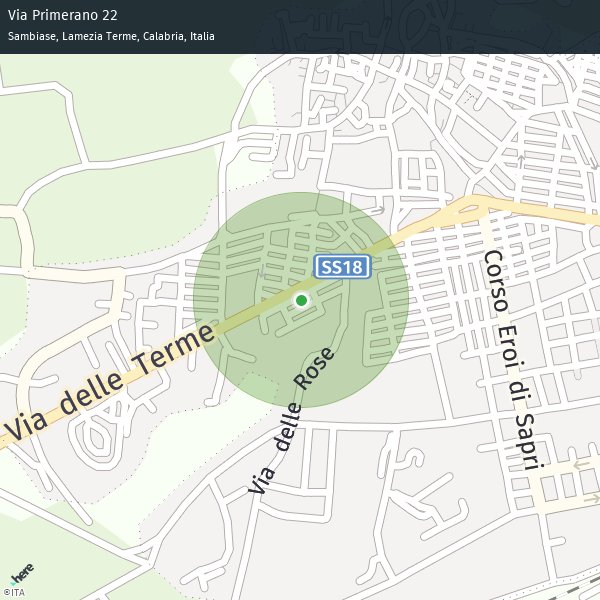 Via Primerano 22
Sambiase, Lamezia Terme, Calabria, Italia
SS18
Corso Eroi di Sapri
Via delle Terme
Via delle Rose
here
©ITA